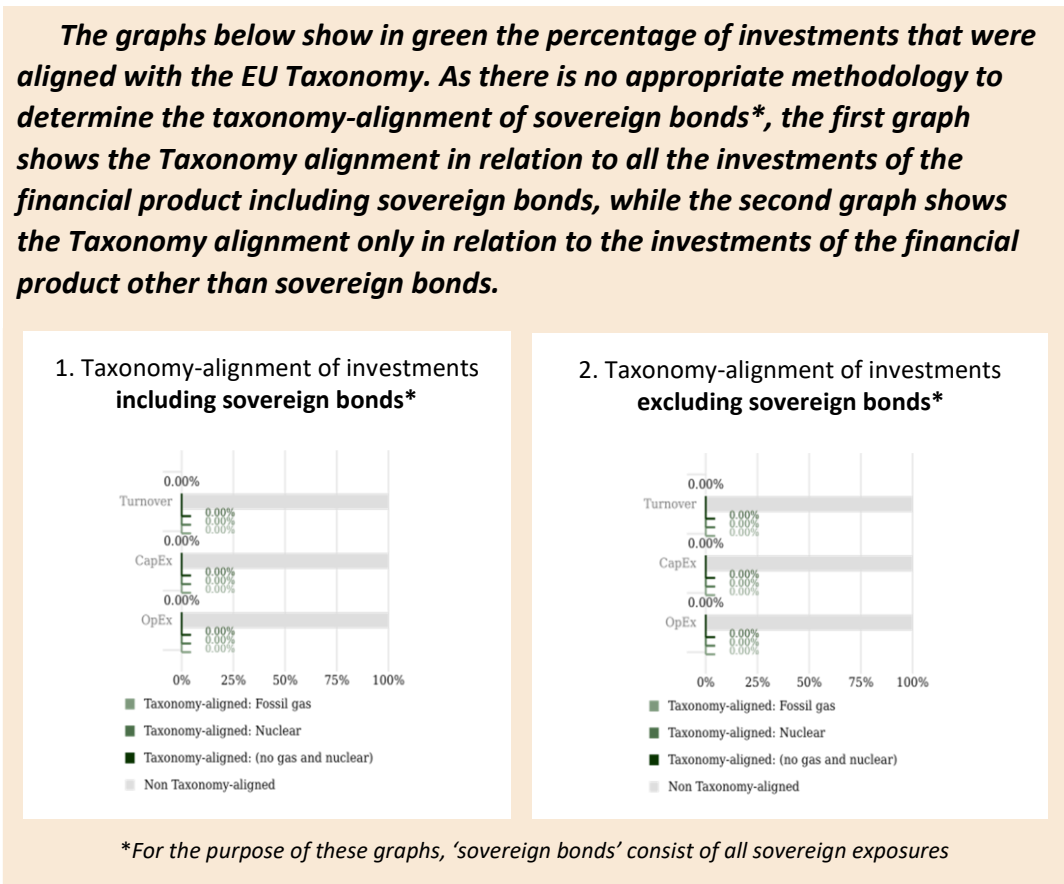 The graphs below show in green the percentage of investments that were
aligned with the EU Taxonomy. As there is no appropriate methodology to
determine the taxonomy-alignment of sovereign bonds*, the first graph
shows the Taxonomy alignment in relation to all the investments of the
financial product including sovereign bonds, while the second graph shows
the Taxonomy alignment only in relation to the investments of the financial
product other than sovereign bonds.
1. Taxonomy-alignment of investments
including sovereign bonds*
0.00%
Turnover
0.00%
0.00%
0.00%
0.00%
CapEx
0.00%
0.00%
0.00%
0.00%
OpEx
0.00%
0.00%
0.00%
0% 25% 50% 75% 100%
Taxonomy-aligned: Fossil gas
Taxonomy-aligned: Nuclear
Taxonomy-aligned: (no gas and nuclear)
Non Taxonomy-aligned
2. Taxonomy-alignment of investments
excluding sovereign bonds*
0.00%
Turnover
0.00%
0.00%
0.00%
0.00%
CapEx
0.00%
0.00%
0.00%
0.00%
OpEx
0.00%
0.00%
0.00%
0% 25% 50% 75% 100%
Taxonomy-aligned: Fossil gas
Taxonomy-aligned: Nuclear
Taxonomy-aligned: (no gas and nuclear)
Non Taxonomy-aligned
*For the purpose of these graphs, ‘sovereign bonds’ consist of all sovereign exposures